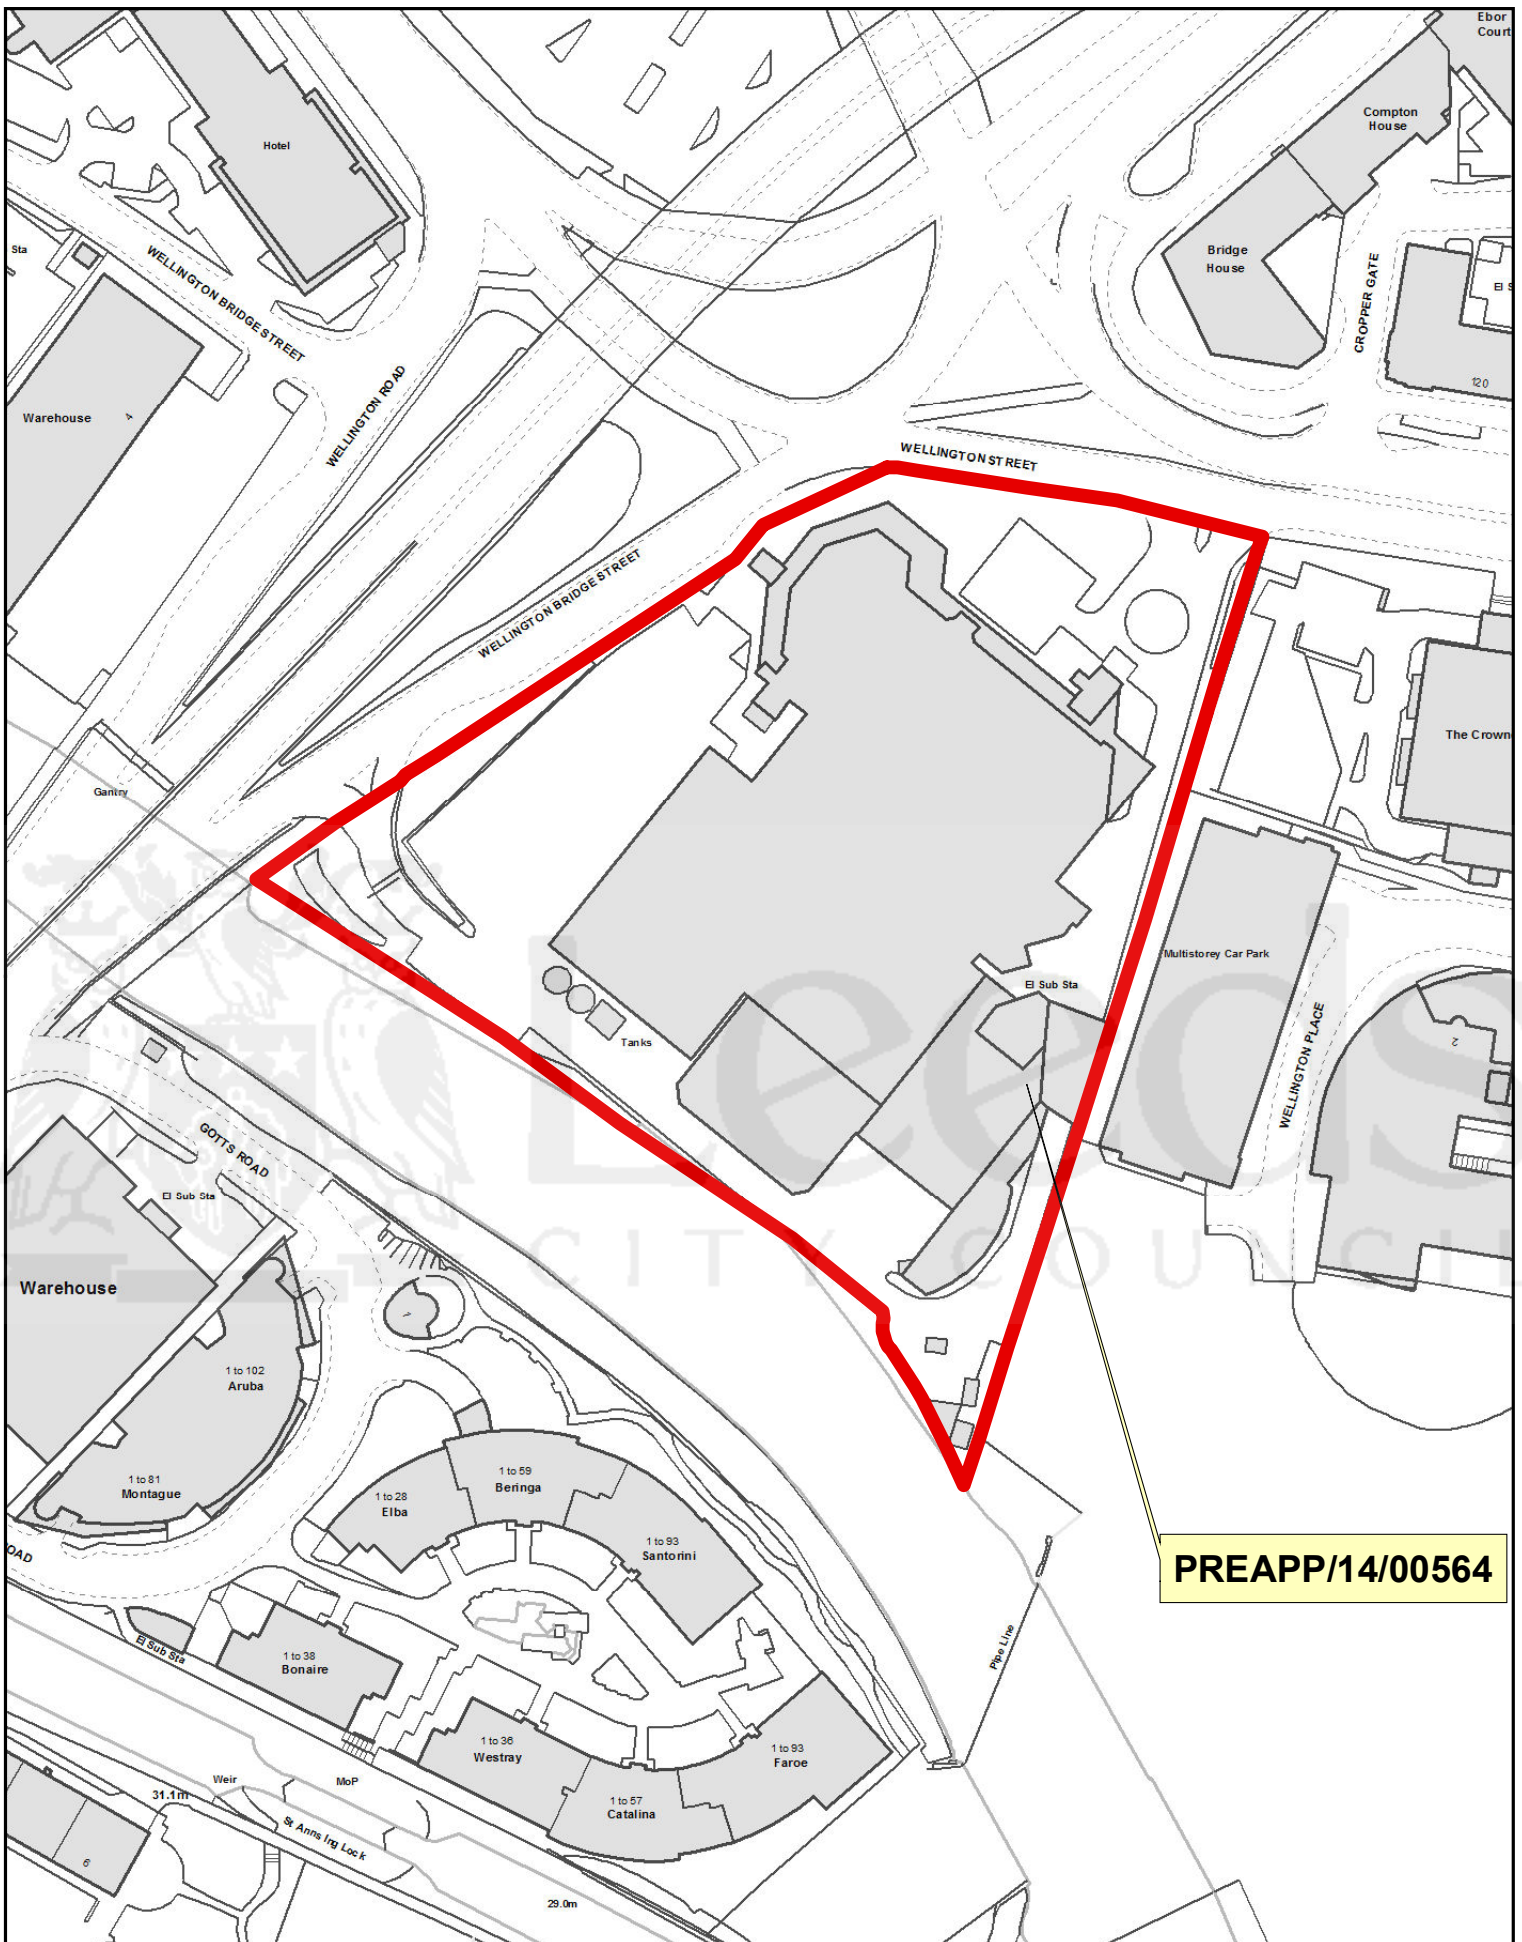 Ebor
Court
Compton
House
Hotel
Bridge
House
Sta
WELLINGTON BRIDGE STREET
CROPPER GATE
El S
120
Warehouse
4
WELLINGTON ROAD
WELLINGTON STREET
WELLINGTON BRIDGE STREET
The Crown
Gantry
Multistorey Car Park
El Sub Sta
Tanks
WELLINGTON PLACE
2
Leeds
CITY COUNCIL
GOTTS ROAD
El Sub Sta
Warehouse
1
1 to 102
Aruba
1 to 81
Montague
1 to 59
Beringa
1 to 28
Elba
1 to 93
Santorini
OAD
PREAPP/14/00564
El Sub Sta
1 to 38
Bonaire
Pipe Line
1 to 36
Westray
1 to 93
Faroe
Weir
MoP
31.1m
1 to 57
Catalina
St Anns Ing Lock
6
29.0m